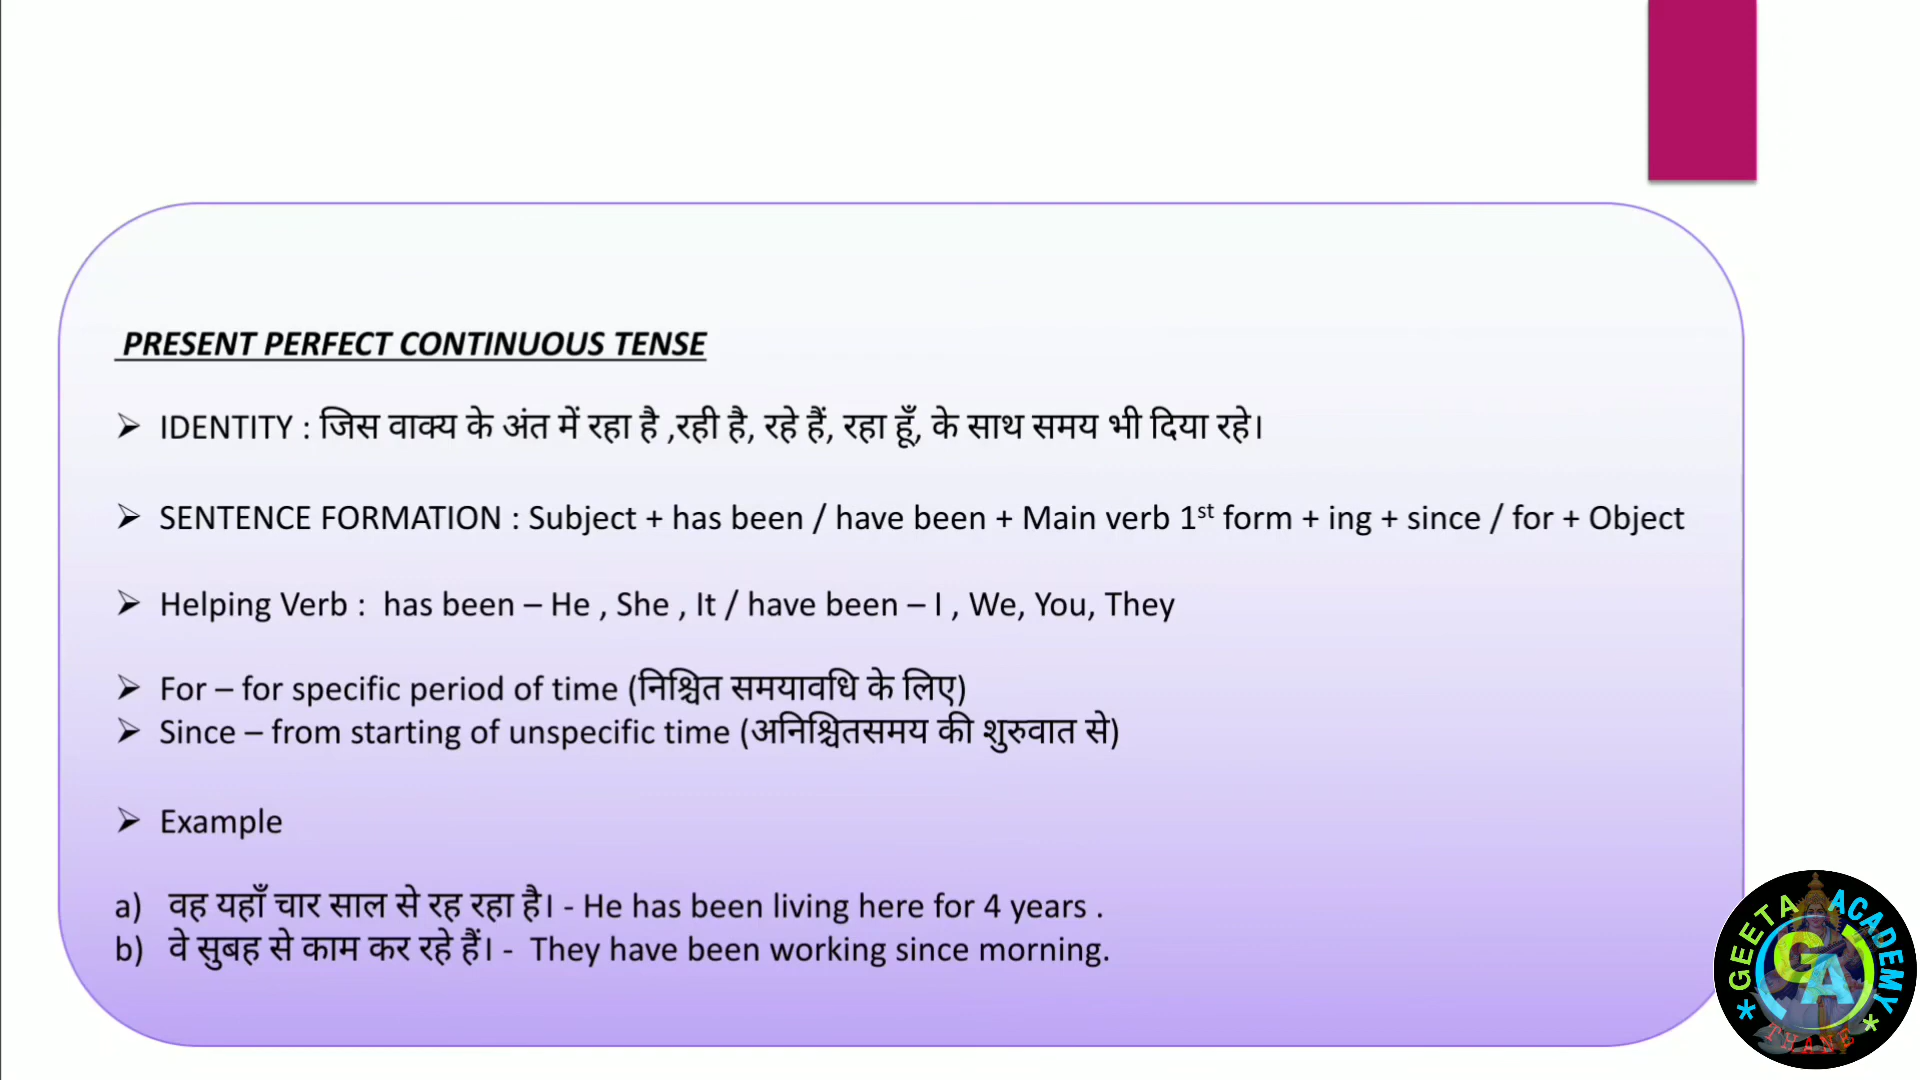 PRESENT PERFECT CONTINUOUS TENSE
➢ IDENTITY : जिस वाक्य के अंत में रहा है ,रही है, रहे हैं, रहा हूँ, के साथ समय भी दिया रहे।
➢ SENTENCE FORMATION : Subject + has been / have been + Main verb 1st form + ing + since / for + Object
➢ Helping Verb : has been – He , She , It / have been – I , We, You, They
➢ For – for specific period of time (निश्चित समयावधि के लिए)
➢ Since – from starting of unspecific time (अनिश्चितसमय की शुरुवात से)
➢ Example
a) वह यहाँ चार साल से रह रहा है। - He has been living here for 4 years .
b) वे सुबह से काम कर रहे हैं। - They have been working since morning.
GEETA ACADEMY
GA
* THANE *